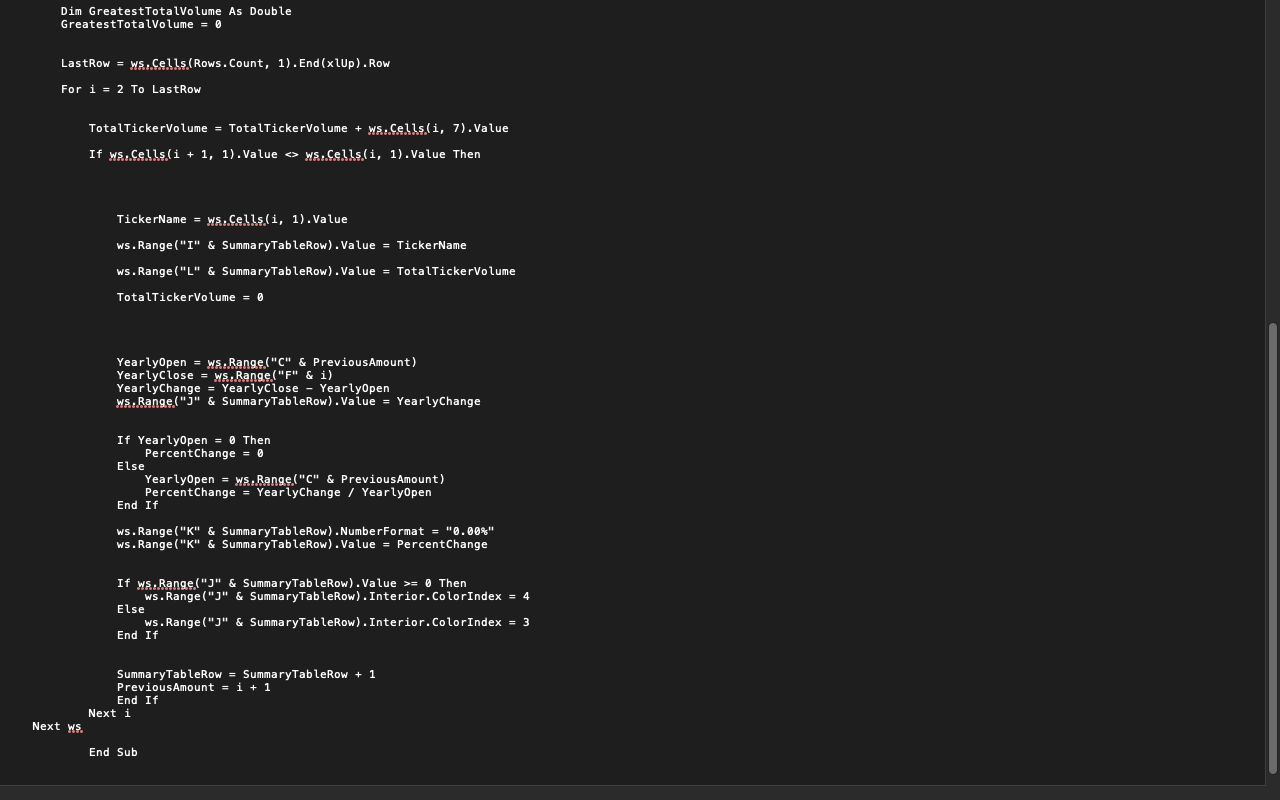 Dim GreatestTotalVolume As Double
GreatestTotalVolume = 0
LastRow = ws.Cells(Rows.Count, 1).End(xlUp).Row
For i = 2 To LastRow
TotalTickerVolume = TotalTickerVolume + ws.Cells(i, 7).Value
If ws.Cells(i + 1, 1).Value <> ws.Cells(i, 1).Value Then
TickerName = ws.Cells(i, 1).Value
ws.Range("I" & SummaryTableRow).Value = TickerName
ws.Range("L" & SummaryTableRow).Value = TotalTickerVolume
TotalTickerVolume = 0
YearlyOpen = ws.Range("C" & PreviousAmount)
YearlyClose = ws.Range("F" & i)
YearlyChange = YearlyClose – YearlyOpen
ws.Range("J" & SummaryTableRow).Value = YearlyChange
If YearlyOpen = 0 Then
PercentChange = 0
Else
YearlyOpen = ws.Range("C" & PreviousAmount)
PercentChange = YearlyChange / YearlyOpen
End If
ws.Range("K" & SummaryTableRow).NumberFormat = "0.00%"
ws.Range("K" & SummaryTableRow).Value = PercentChange
If ws.Range("J" & SummaryTableRow).Value >= 0 Then
ws.Range("J" & SummaryTableRow).Interior.ColorIndex = 4
Else
ws.Range("J" & SummaryTableRow).Interior.ColorIndex = 3
End If
SummaryTableRow = SummaryTableRow + 1
PreviousAmount = i + 1
End If
Next i
Next ws
End Sub